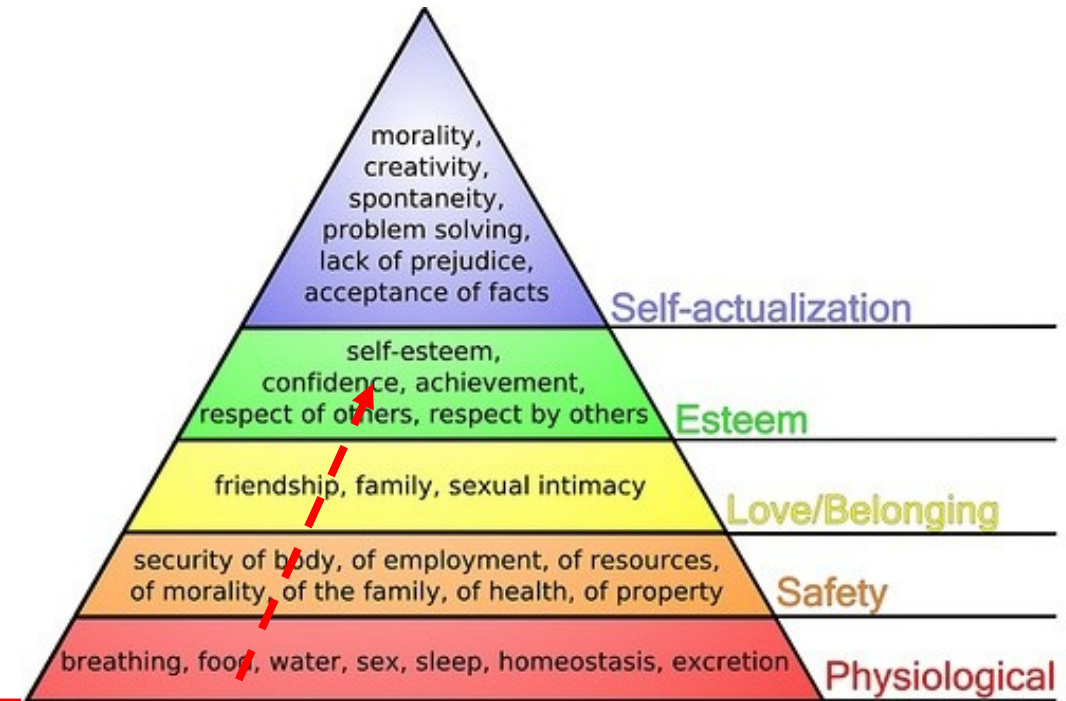 morality,
creativity,
spontaneity,
problem solving,
lack of prejudice,
acceptance of facts
Self-actualization
self-esteem,
confidence, achievement,
respect of others, respect by others
Esteem
friendship, family, sexual intimacy
Love/Belonging
security of body, of employment, of resources,
of morality, of the family, of health, of property
Safety
breathing, food, water, sex, sleep, homeostasis, excretion
Physiological